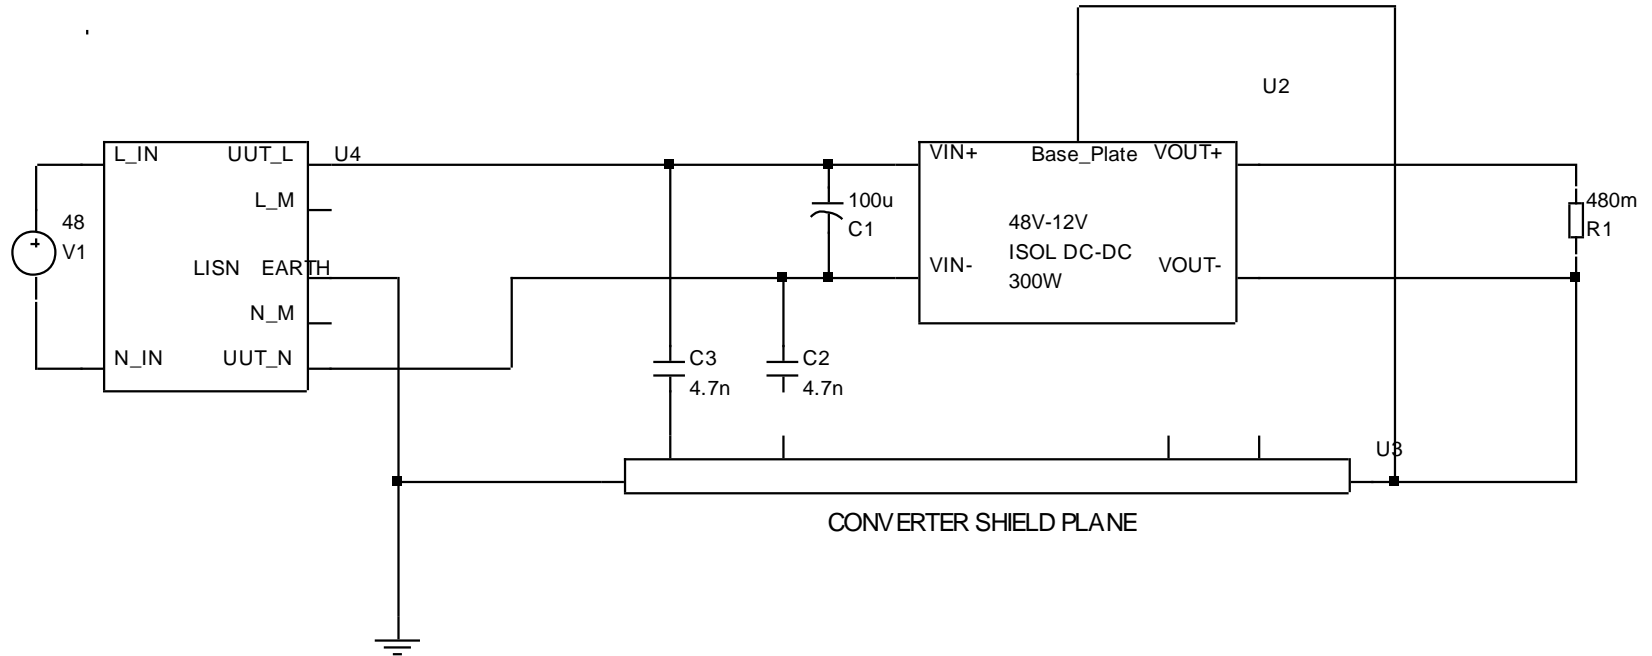 U2
L_IN
UUT_L
U4
VIN+
Base_Plate
VOUT+
L_M
48
V1
100u
C1
48V-12V
ISOL DC-DC
300W
480m
R1
LISN
EARTH
VIN-
VOUT-
N_M
N_IN
UUT_N
C3
4.7n
C2
4.7n
U3
CONVERTER SHIELD PLANE